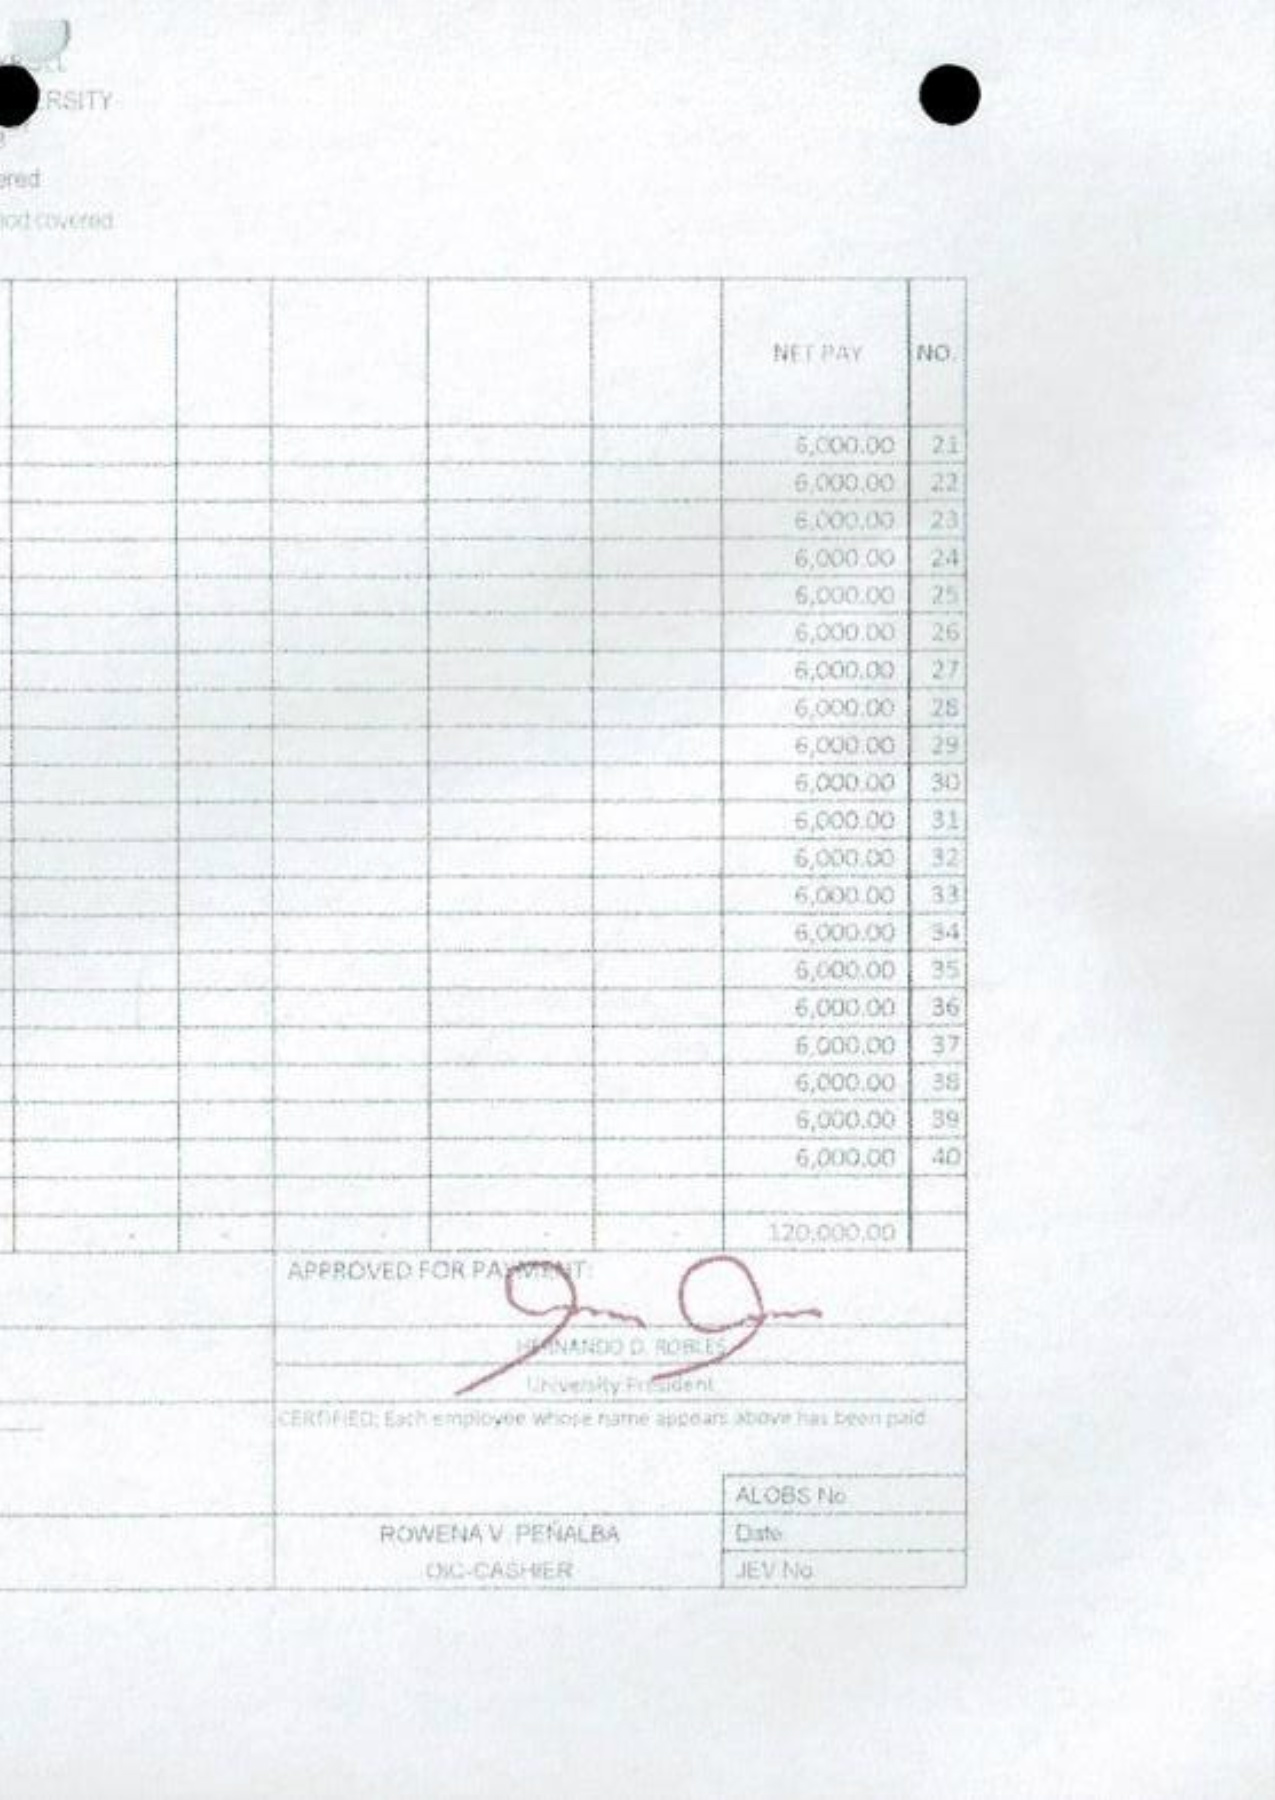 ERSITY
ered
iod covered
NET PAY NO.
6,000.00 21
6,000.00 22
6,000.00 23
6,000.00 24
6,000.00 25
6,000.00 26
6,000.00 27
6,000.00 28
6,000.00 29
6,000.00 30
6,000.00 31
6,000.00 32
6,000.00 33
6,000.00 34
6,000.00 35
6,000.00 36
6,000.00 37
6,000.00 38
6,000.00 39
6,000.00 40
- - - - 120,000.00
APPROVED FOR PAYMENT:
HERNANDO D. ROBLES
University President
CERTIFIED: Each employee whose name appears above has been paid
ALOBS No
ROWENA V. PEÑALBA Date
OIC-CASHIER JEV No